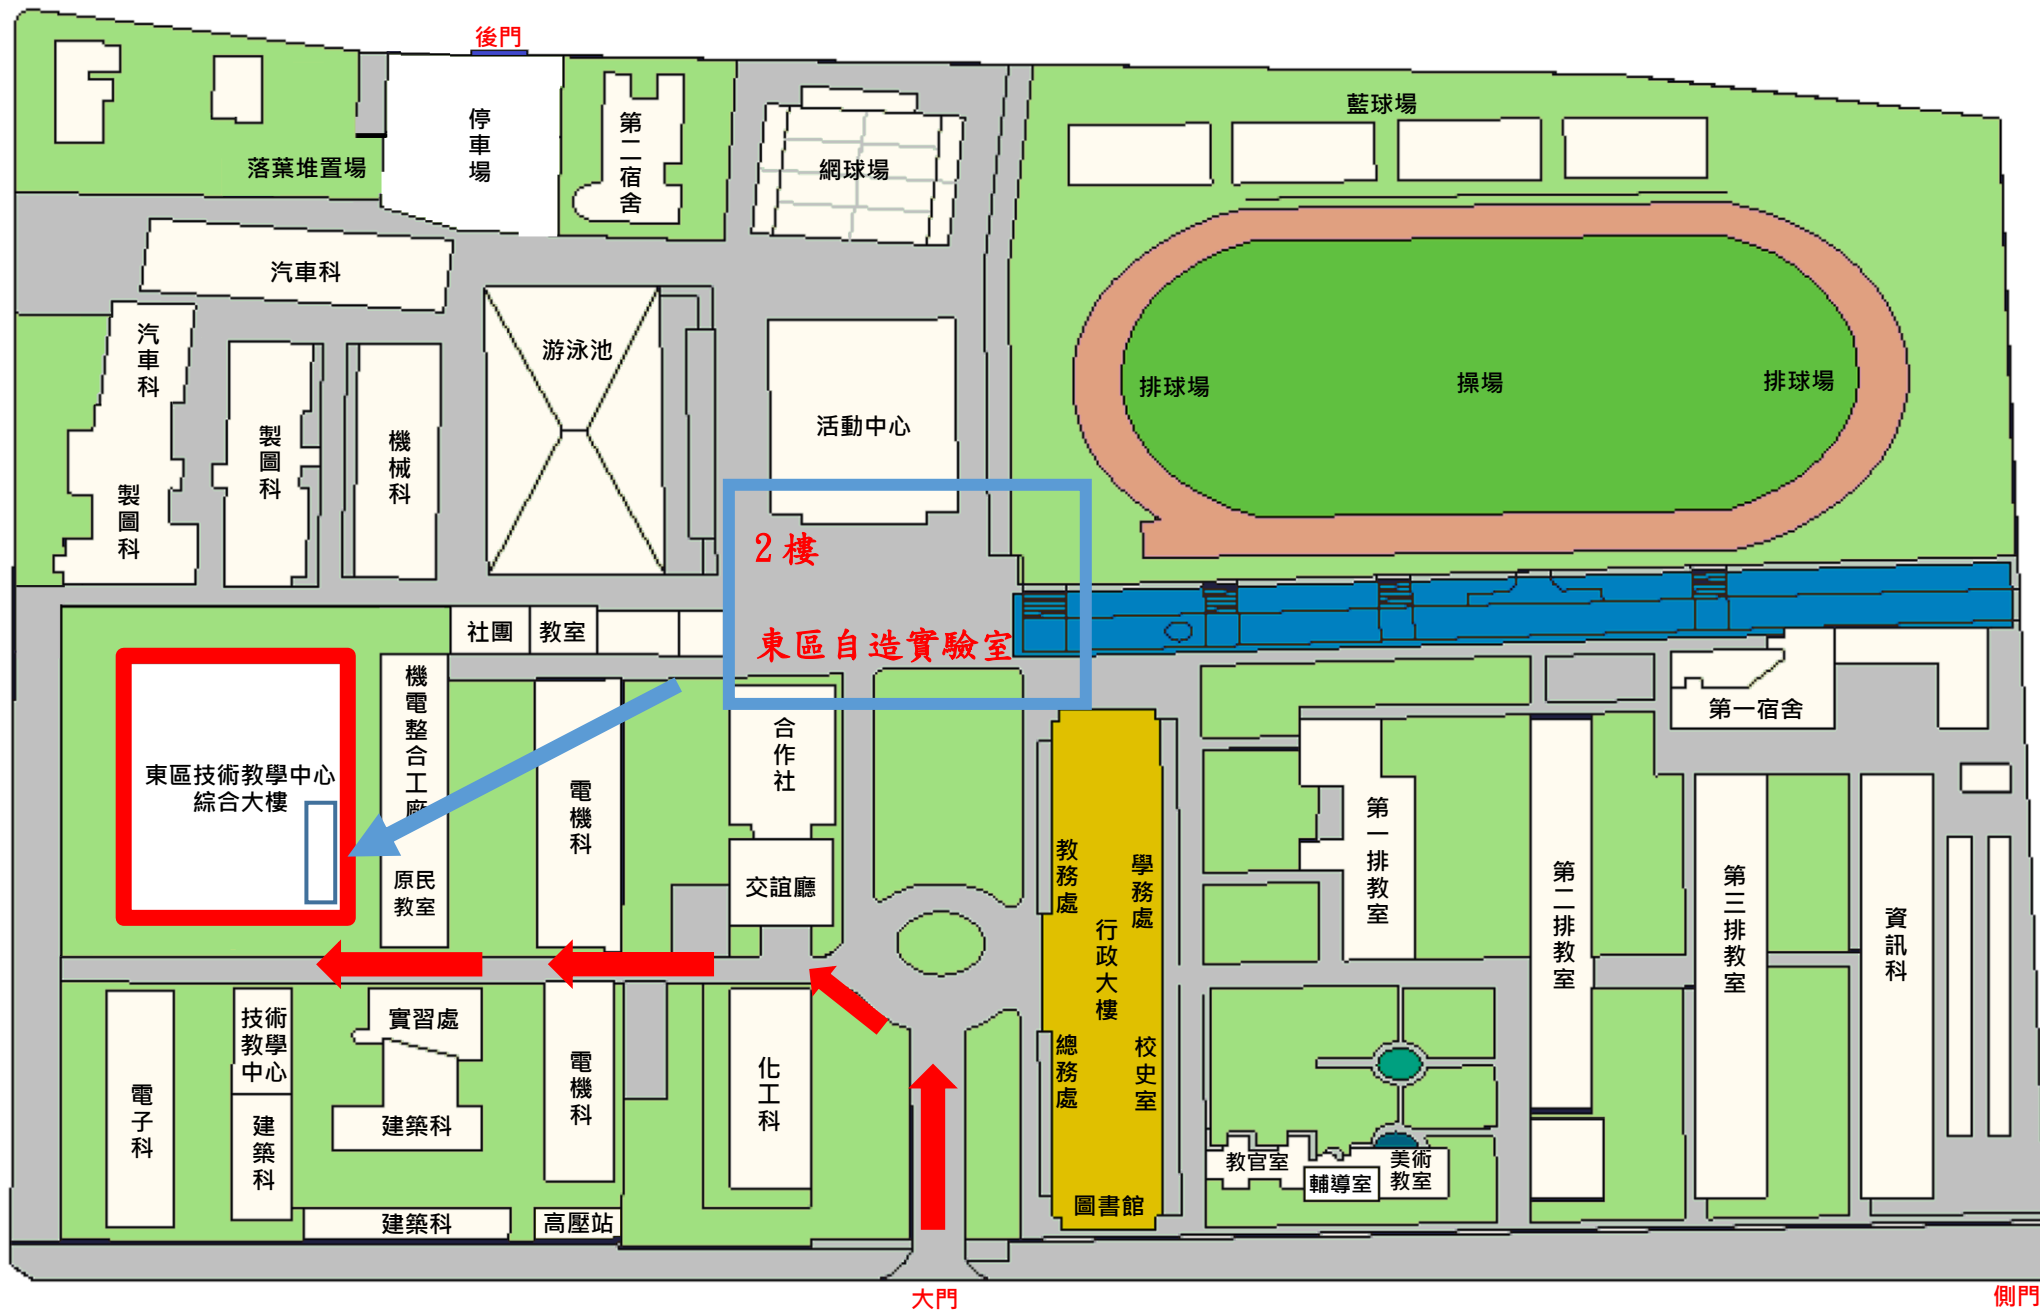 後門
藍球場
停車場
第二宿舍
落葉堆置場
網球場
汽車科
汽車科
游泳池
排球場
操場
排球場
活動中心
製圖科
機械科
製圖科
2樓
東區自造實驗室
社團
教室
機電整合工廠
第一宿舍
合作社
東區技術教學中心
綜合大樓
電機科
第一排教室
教務處
學務處
第二排教室
第三排教室
原民
教室
交誼廳
資訊科
行政大樓
技術
教學
中心
實習處
總務處
校史室
電機科
化工科
電子科
建築科
建築科
教官室
輔導室
美術
教室
圖書館
建築科
高壓站
大門
側門